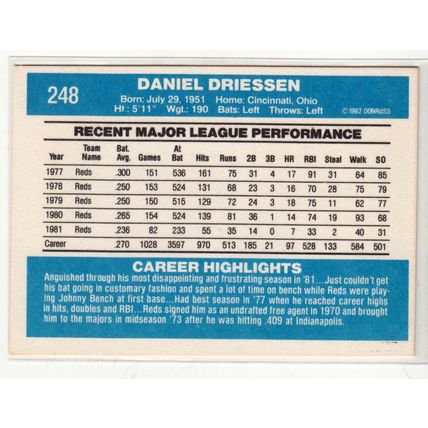 248
DANIEL DRIESSEN
Born: July 29, 1951 Home: Cincinnati, Ohio
Ht: 5'11" Wgt.: 190 Bats: Left Throws: Left
©1982 DONRUSS
RECENT MAJOR LEAGUE PERFORMANCE
Year Team Name Bat. Avg. Games At Bat Hits Runs 2B 3B HR RBI Steal Walk SO
1977 Reds .300 151 536 161 75 31 4 17 91 31 64 85
1978 Reds .250 153 524 131 68 23 3 16 70 28 75 79
1979 Reds .250 150 515 129 72 24 3 18 75 11 62 77
1980 Reds .265 154 524 139 81 36 1 14 74 19 93 68
1981 Reds .236 82 233 55 35 14 0 7 33 2 40 31
Career .270 1028 3597 970 513 185 21 97 528 133 584 501
CAREER HIGHLIGHTS
Anguished through his most disappointing and frustrating season in '81...Just couldn't get
his bat going in customary fashion and spent a lot of time on bench while Reds were play-
ing Johnny Bench at first base...Had best season in '77 when he reached career highs
in hits, doubles and RBI...Reds signed him as an undrafted free agent in 1970 and brought
him to the majors in midseason '73 after he was hitting .409 at Indianapolis.